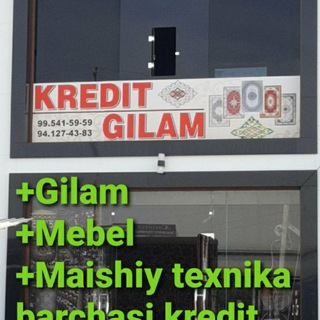 KREDIT
99.541-59-59
94.127-43-83
GILAM
+Gilam
+Mebel
+Maishiy texnika
barchasi kredit